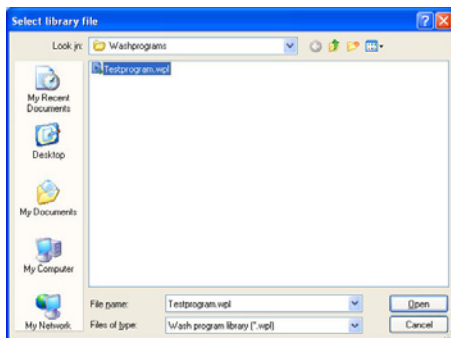 Select library file
Look in: Washprograms
Testprogram.wpl
My Recent
Documents
Desktop
My Documents
My Computer
My Network
File name: Testprogram.wpl Open
Files of type: Wash program library (*.wpl) Cancel